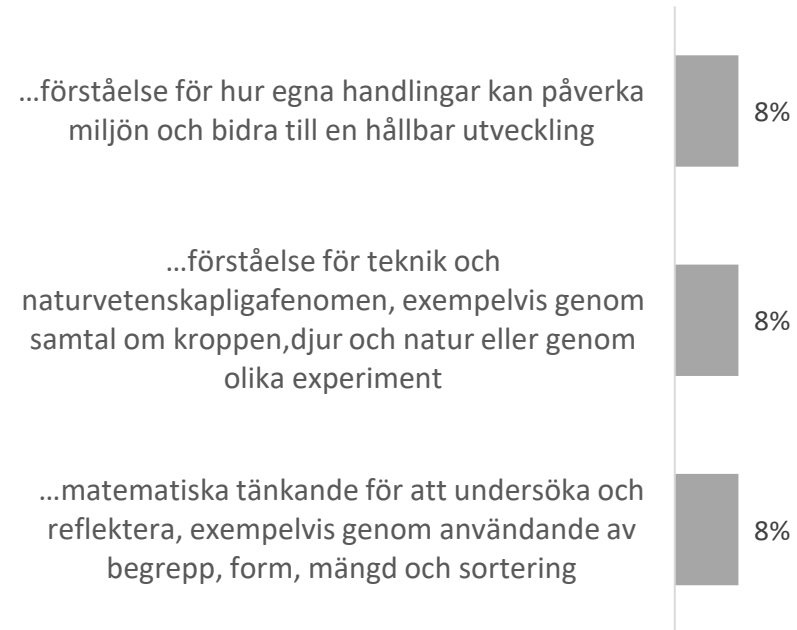 …förståelse för hur egna handlingar kan påverka
miljön och bidra till en hållbar utveckling
8%
…förståelse för teknik och
naturvetenskapligafenomen, exempelvis genom
samtal om kroppen,djur och natur eller genom
olika experiment
8%
…matematiska tänkande för att undersöka och
reflektera, exempelvis genom användande av
begrepp, form, mängd och sortering
8%